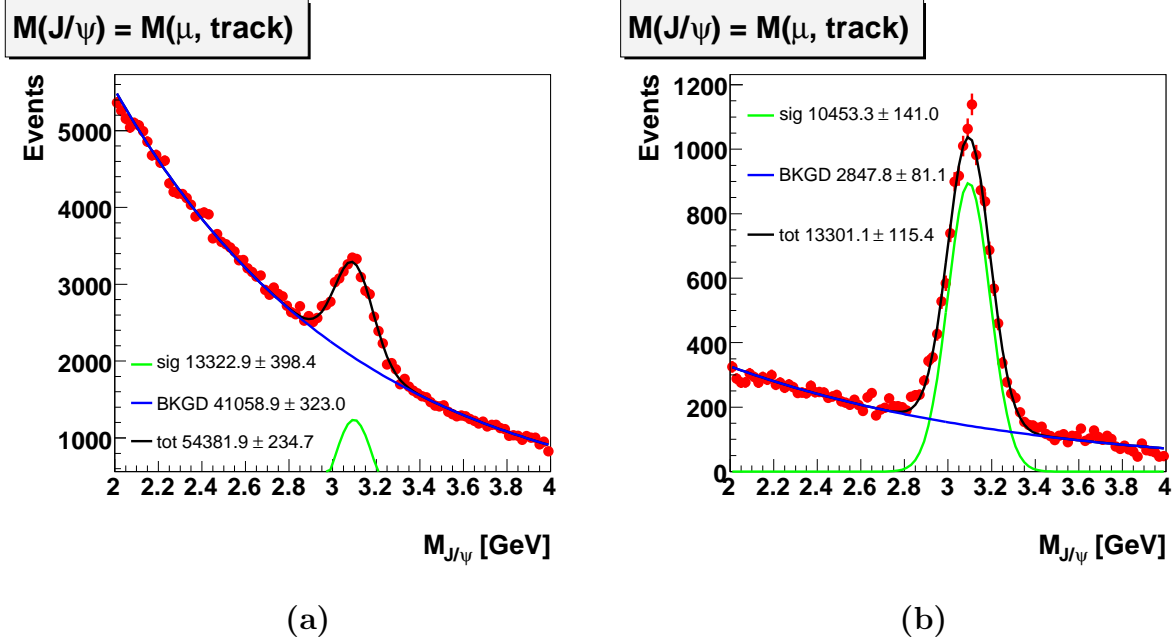 M(J/ψ) = M(μ, track)
Events
5000
4000
3000
2000
1000
sig 13322.9 ± 398.4
BKGD 41058.9 ± 323.0
tot 54381.9 ± 234.7
2 2.2 2.4 2.6 2.8 3 3.2 3.4 3.6 3.8 4
M_{J/ψ} [GeV]
(a)
M(J/ψ) = M(μ, track)
Events
1200
1000
800
600
400
200
0
sig 10453.3 ± 141.0
BKGD 2847.8 ± 81.1
tot 13301.1 ± 115.4
2 2.2 2.4 2.6 2.8 3 3.2 3.4 3.6 3.8 4
M_{J/ψ} [GeV]
(b)